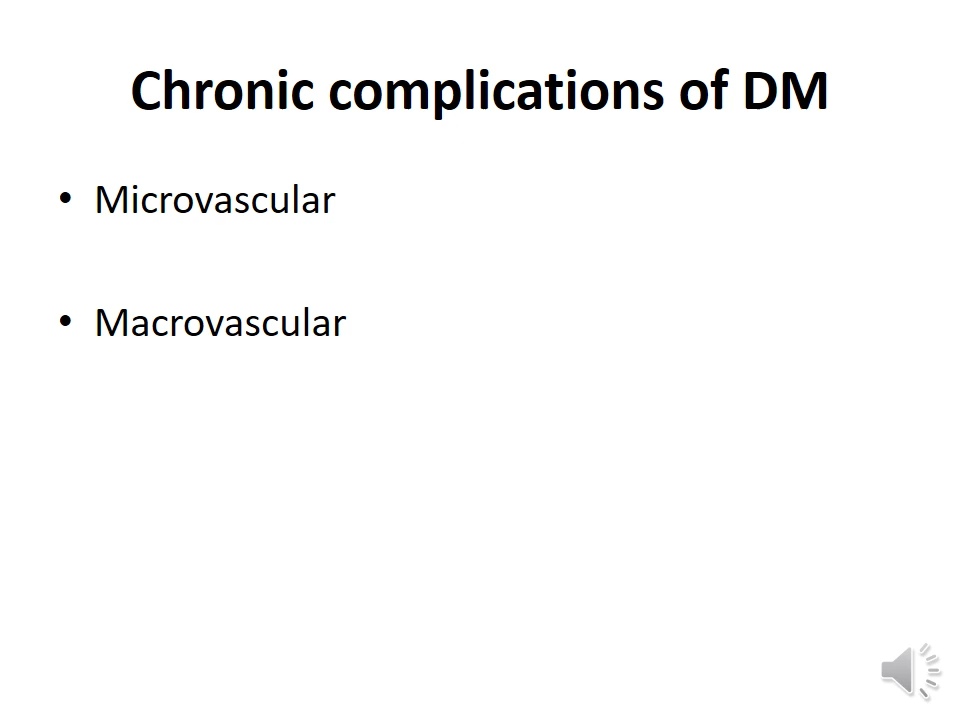 Chronic complications of DM
• Microvascular
• Macrovascular